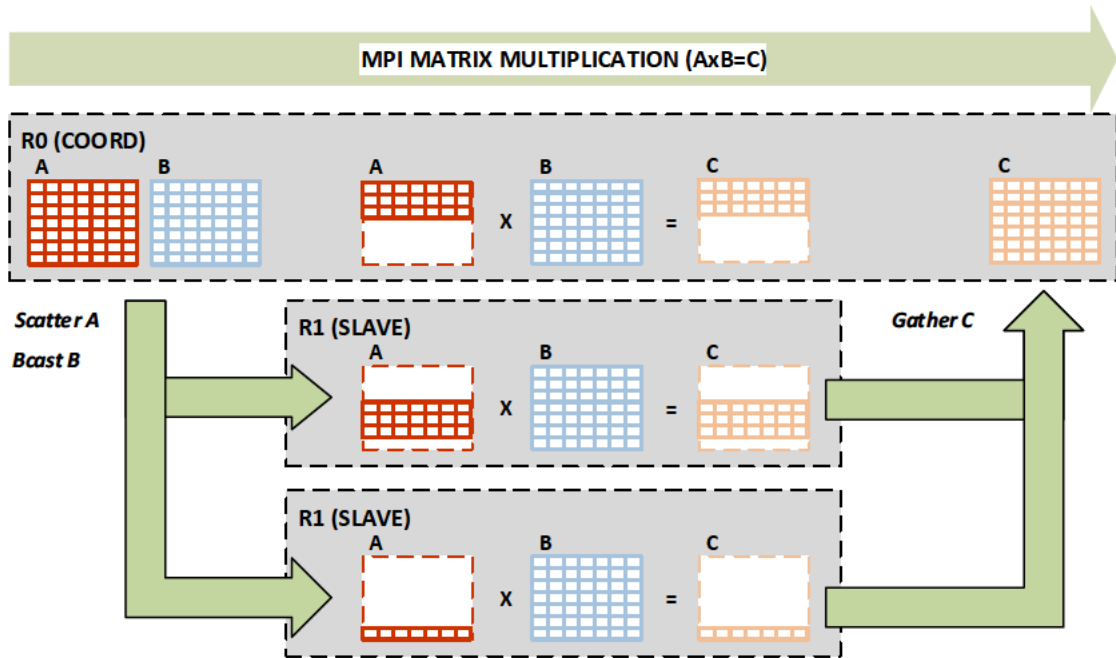 MPI MATRIX MULTIPLICATION (AxB=C)
R0 (COORD)
A B A B C C
X =
Scatter A
Bcast B
Gather C
R1 (SLAVE)
A B C
X =
R1 (SLAVE)
A B C
X =